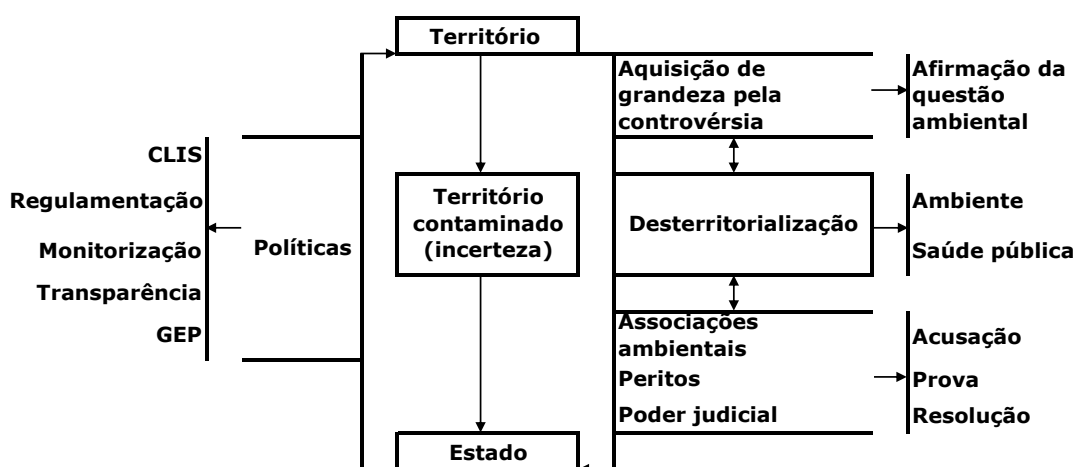 Território
Aquisição de
grandeza pela
controvérsia
Afirmação da
questão
ambiental
CLIS
Regulamentação
Monitorização
Transparência
GEP
Políticas
Território
contaminado
(incerteza)
Desterritorialização
Ambiente
Saúde pública
Associações
ambientais
Peritos
Poder judicial
Acusação
Prova
Resolução
Estado